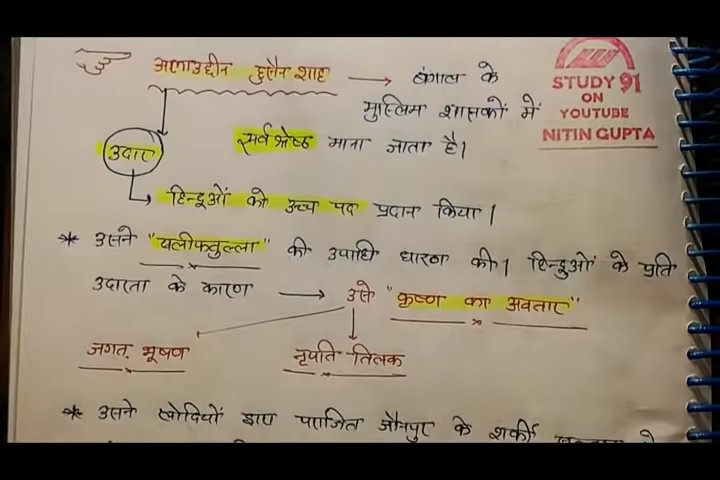 अलाउद्दीन हुसैन शाह → बंगाल के
मुस्लिम शासकों में
सर्वश्रेष्ठ माना जाता है।
उदार
हिन्दुओं को उच्च पद प्रदान किया।
* उसने "खलीफतुल्ला" की उपाधि धारण की। हिन्दुओं के प्रति
उदारता के कारण → उसे "कृष्ण का अवतार"
जगत् भूषण
नृपति तिलक
* उसने लोदियों द्वारा पराजित जौनपुर के शर्की
STUDY 91
ON
YOUTUBE
NITIN GUPTA